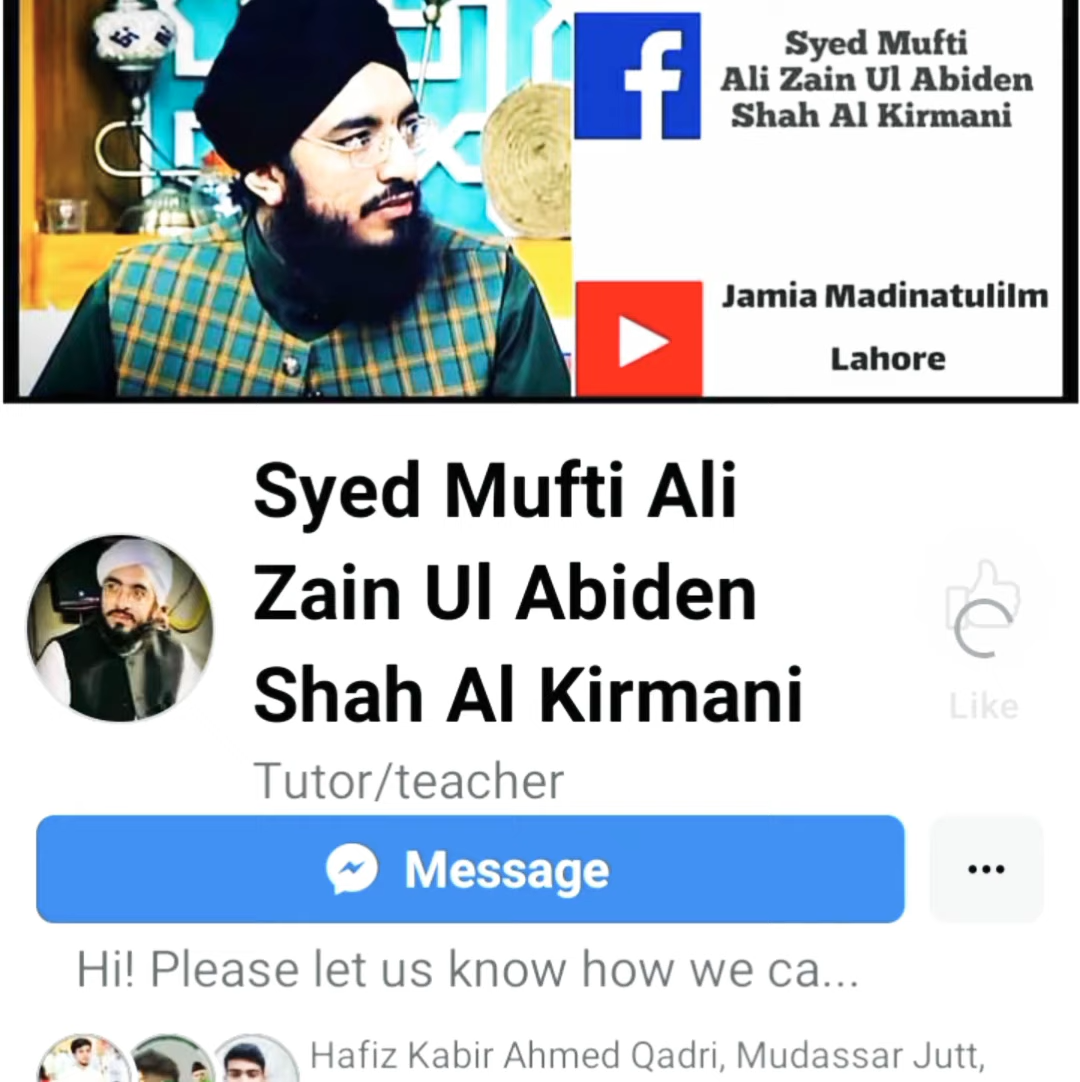 Syed Mufti
Ali Zain Ul Abiden
Shah Al Kirmani
Jamia Madinatulilm
Lahore
Syed Mufti Ali
Zain Ul Abiden
Shah Al Kirmani
Like
Tutor/teacher
Message
Hi! Please let us know how we ca...
Hafiz Kabir Ahmed Qadri, Mudassar Jutt,